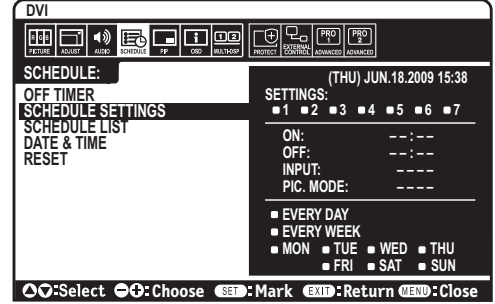 DVI
RGB
PICTURE ADJUST AUDIO SCHEDULE PIP OSD MULTI-DSP PROTECT EXTERNAL CONTROL PRO 1 ADVANCED PRO 2 ADVANCED
SCHEDULE:
OFF TIMER
SCHEDULE SETTINGS
SCHEDULE LIST
DATE & TIME
RESET
(THU) JUN.18.2009 15:38
SETTINGS:
1 2 3 4 5 6 7
ON: --:--
OFF: --:--
INPUT: ----
PIC. MODE: ----
EVERY DAY
EVERY WEEK
MON TUE WED THU
FRI SAT SUN
:Select :Choose SET:Mark EXIT:Return MENU:Close